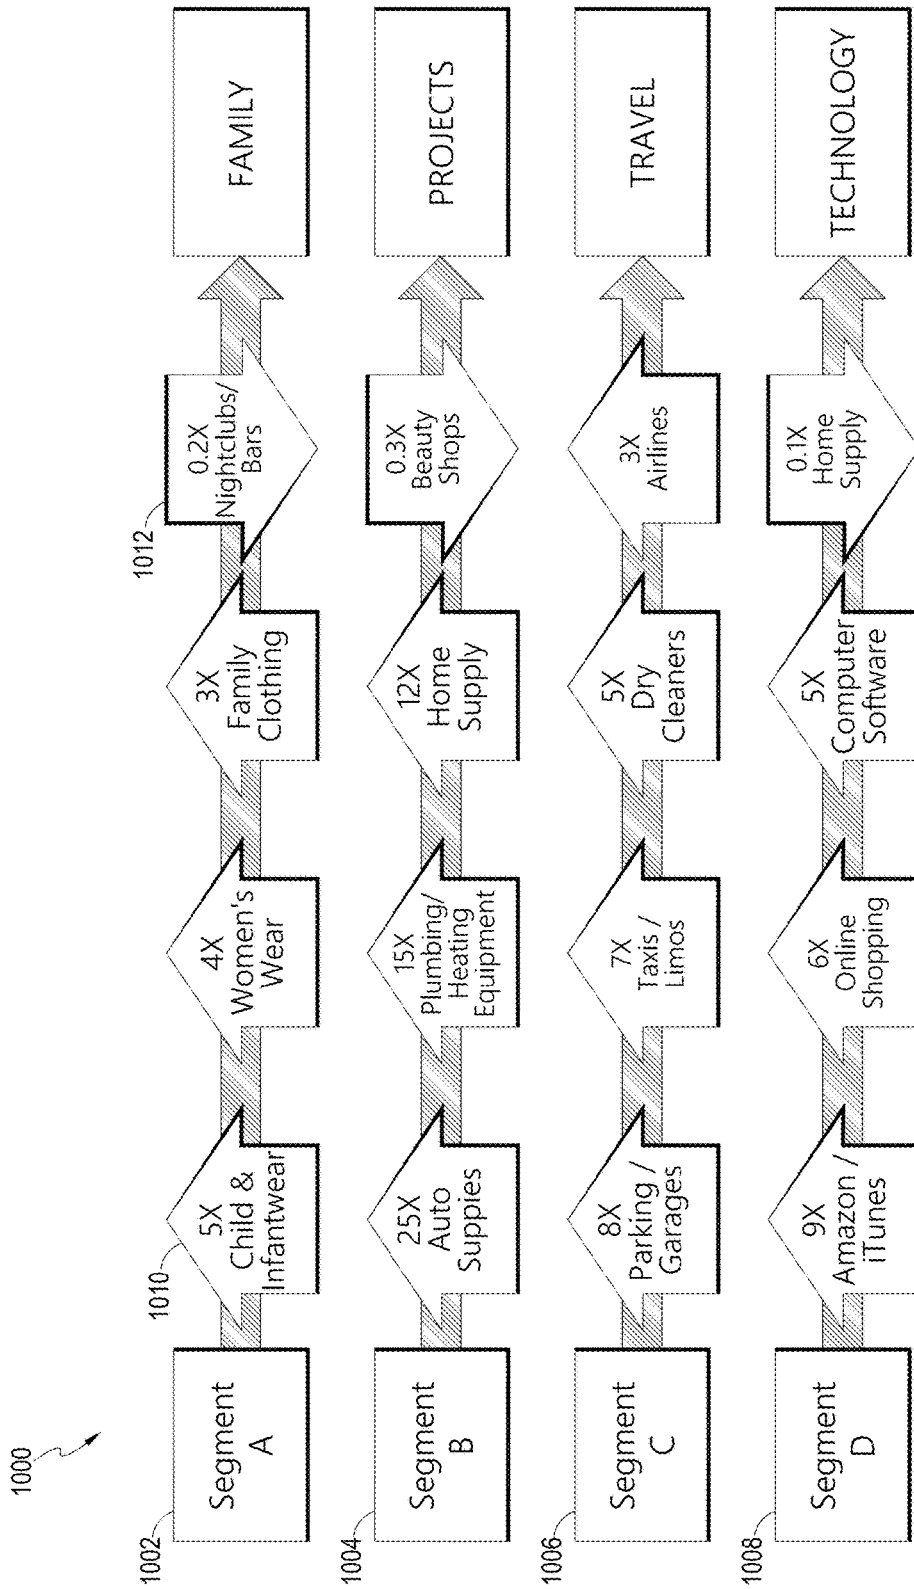 1000
1002
Segment
A
1010
5X
Child &
Infantwear
4X
Women's
Wear
3X
Family
Clothing
1012
0.2X
Nightclubs/
Bars
FAMILY
1004
Segment
B
25X
Auto
Suppies
15X
Plumbing/
Heating
Equipment
12X
Home
Supply
0.3X
Beauty
Shops
PROJECTS
1006
Segment
C
8X
Parking /
Garages
7X
Taxis /
Limos
5X
Dry
Cleaners
3X
Airlines
TRAVEL
1008
Segment
D
9X
Amazon /
iTunes
6X
Online
Shopping
5X
Computer
Software
0.1X
Home
Supply
TECHNOLOGY